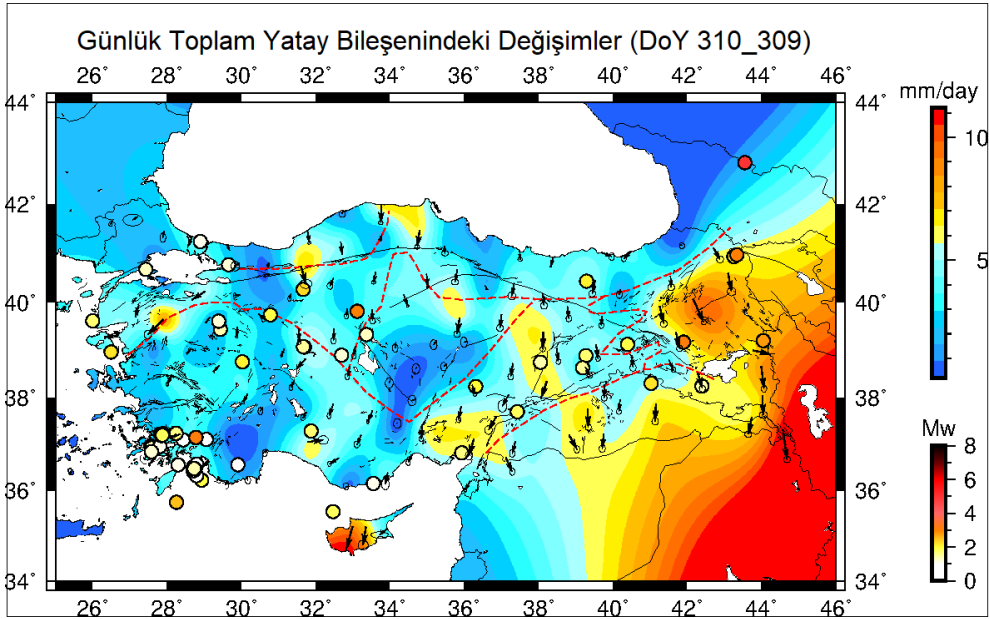 Günlük Toplam Yatay Bileşenindeki Değişimler (DoY 310_309)
26˚ 28˚ 30˚ 32˚ 34˚ 36˚ 38˚ 40˚ 42˚ 44˚ 46˚
44˚ 44˚
42˚ 42˚
40˚ 40˚
38˚ 38˚
36˚ 36˚
34˚ 34˚
26˚ 28˚ 30˚ 32˚ 34˚ 36˚ 38˚ 40˚ 42˚ 44˚ 46˚
mm/day
10
5
Mw
8
6
4
2
0